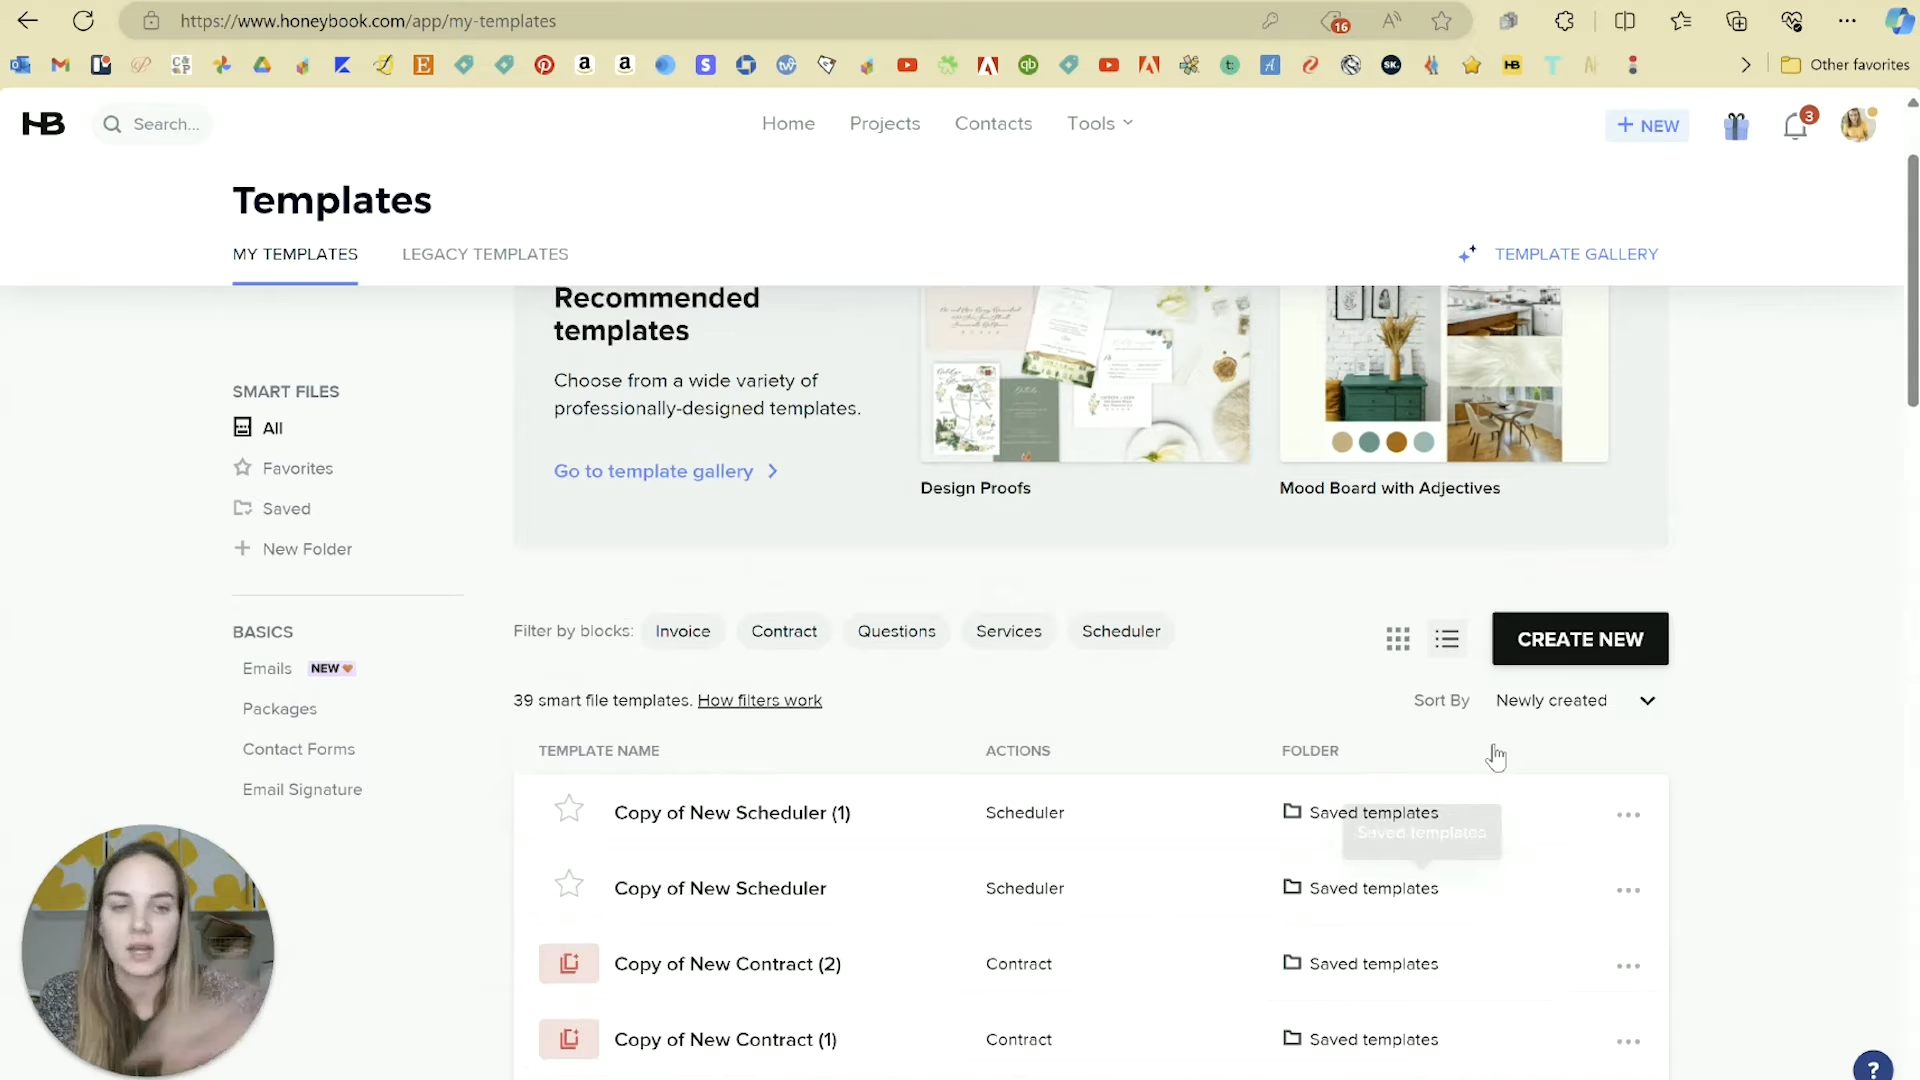 https://www.honeybook.com/app/my-templates
16
Other favorites
HB
Search...
Home
Projects
Contacts
Tools
+ NEW
3
Templates
MY TEMPLATES
LEGACY TEMPLATES
TEMPLATE GALLERY
Recommended
templates
Choose from a wide variety of
professionally-designed templates.
Go to template gallery
Design Proofs
Mood Board with Adjectives
SMART FILES
All
Favorites
Saved
New Folder
BASICS
Emails NEW
Packages
Contact Forms
Email Signature
Filter by blocks: Invoice Contract Questions Services Scheduler
CREATE NEW
39 smart file templates. How filters work
Sort By Newly created
TEMPLATE NAME ACTIONS FOLDER
Copy of New Scheduler (1) Scheduler Saved templates
Saved templates
Copy of New Scheduler Scheduler Saved templates
Copy of New Contract (2) Contract Saved templates
Copy of New Contract (1) Contract Saved templates
?